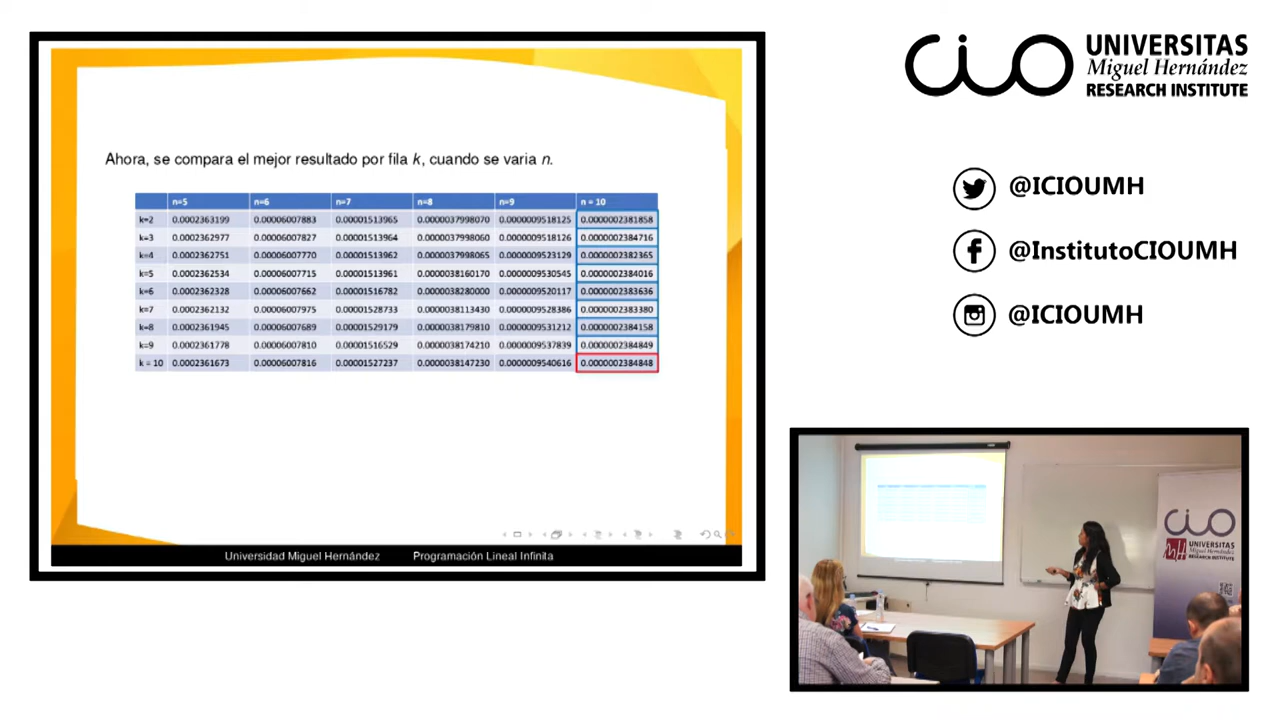 Ahora, se compara el mejor resultado por fila k, cuando se varia n.
n=5 n=6 n=7 n=8 n=9 n = 10
k=2 0.0002363199 0.00006007883 0.00001513965 0.0000037998070 0.0000009518125 0.0000002381858
k=3 0.0002362977 0.00006007827 0.00001513964 0.0000037998060 0.0000009518126 0.0000002384716
k=4 0.0002362751 0.00006007770 0.00001513962 0.0000037998065 0.0000009523129 0.0000002382365
k=5 0.0002362534 0.00006007715 0.00001513961 0.0000038160170 0.0000009530545 0.0000002384016
k=6 0.0002362328 0.00006007662 0.00001516782 0.0000038280000 0.0000009520117 0.0000002383636
k=7 0.0002362132 0.00006007975 0.00001528733 0.0000038113430 0.0000009528386 0.0000002383380
k=8 0.0002361945 0.00006007689 0.00001529179 0.0000038179810 0.0000009531212 0.0000002384158
k=9 0.0002361778 0.00006007810 0.00001516529 0.0000038174210 0.0000009537839 0.0000002384849
k = 10 0.0002361673 0.00006007816 0.00001527237 0.0000038147230 0.0000009540616 0.0000002384848
Universidad Miguel Hernández Programación Lineal Infinita
cio
UNIVERSITAS
Miguel Hernández
RESEARCH INSTITUTE
@ICIOUMH
@InstitutoCIOUMH
@ICIOUMH
cio
UNIVERSITAS
Miguel Hernández